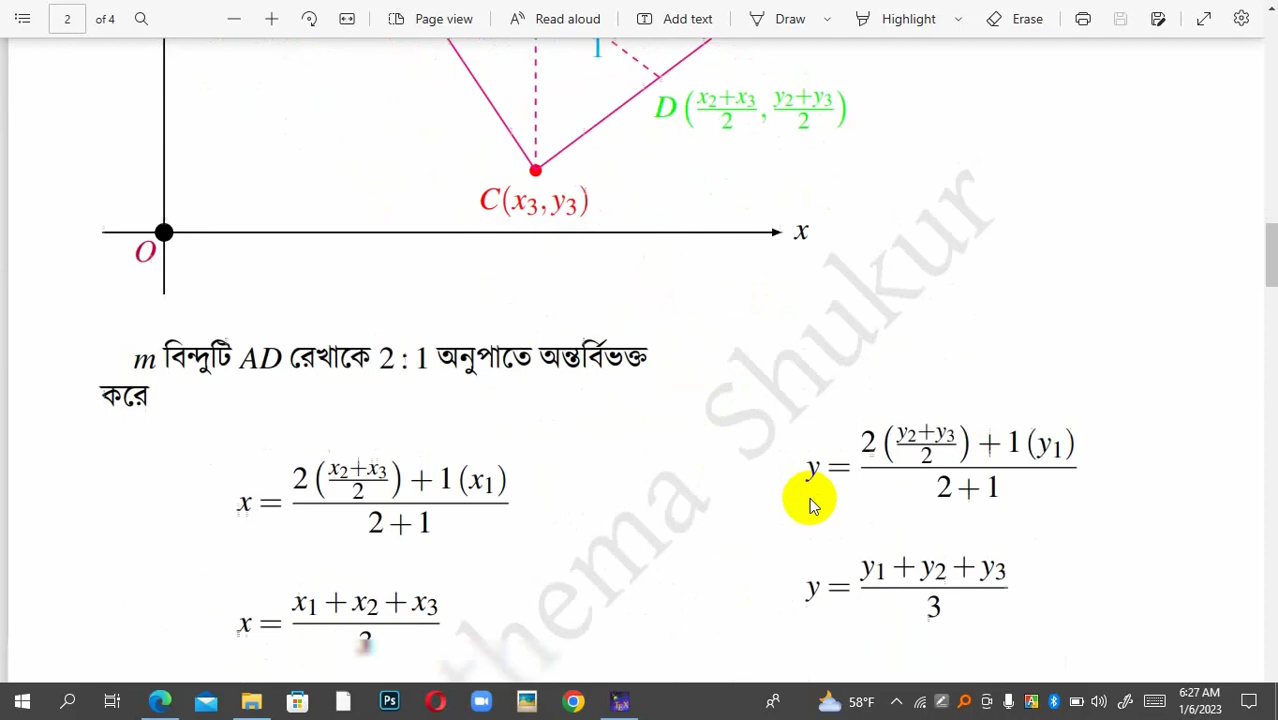 2 of 4 Page view Read aloud Add text Draw Highlight Erase
1
D(x₂+x₃/2, y₂+y₃/2)
C(x₃, y₃)
x
O
m বিন্দুটি AD রেখাকে 2 : 1 অনুপাতে অন্তর্বিভক্ত
করে
y = (2((y₂+y₃)/2) + 1(y₁))/(2 + 1)
x = (2((x₂+x₃)/2) + 1(x₁))/(2 + 1)
y = (y₁ + y₂ + y₃)/3
x = (x₁ + x₂ + x₃)/3
thema Shukur
58°F 6:27 AM
1/6/2023